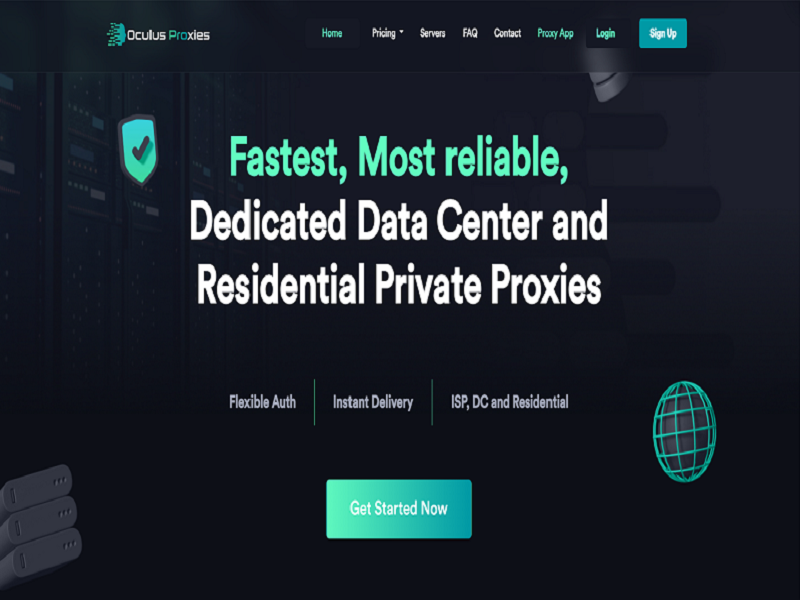 Ocullus Proxies
Home Pricing Servers FAQ Contact Proxy App Login Sign Up
Fastest, Most reliable,
Dedicated Data Center and
Residential Private Proxies
Flexible Auth Instant Delivery ISP, DC and Residential
Get Started Now